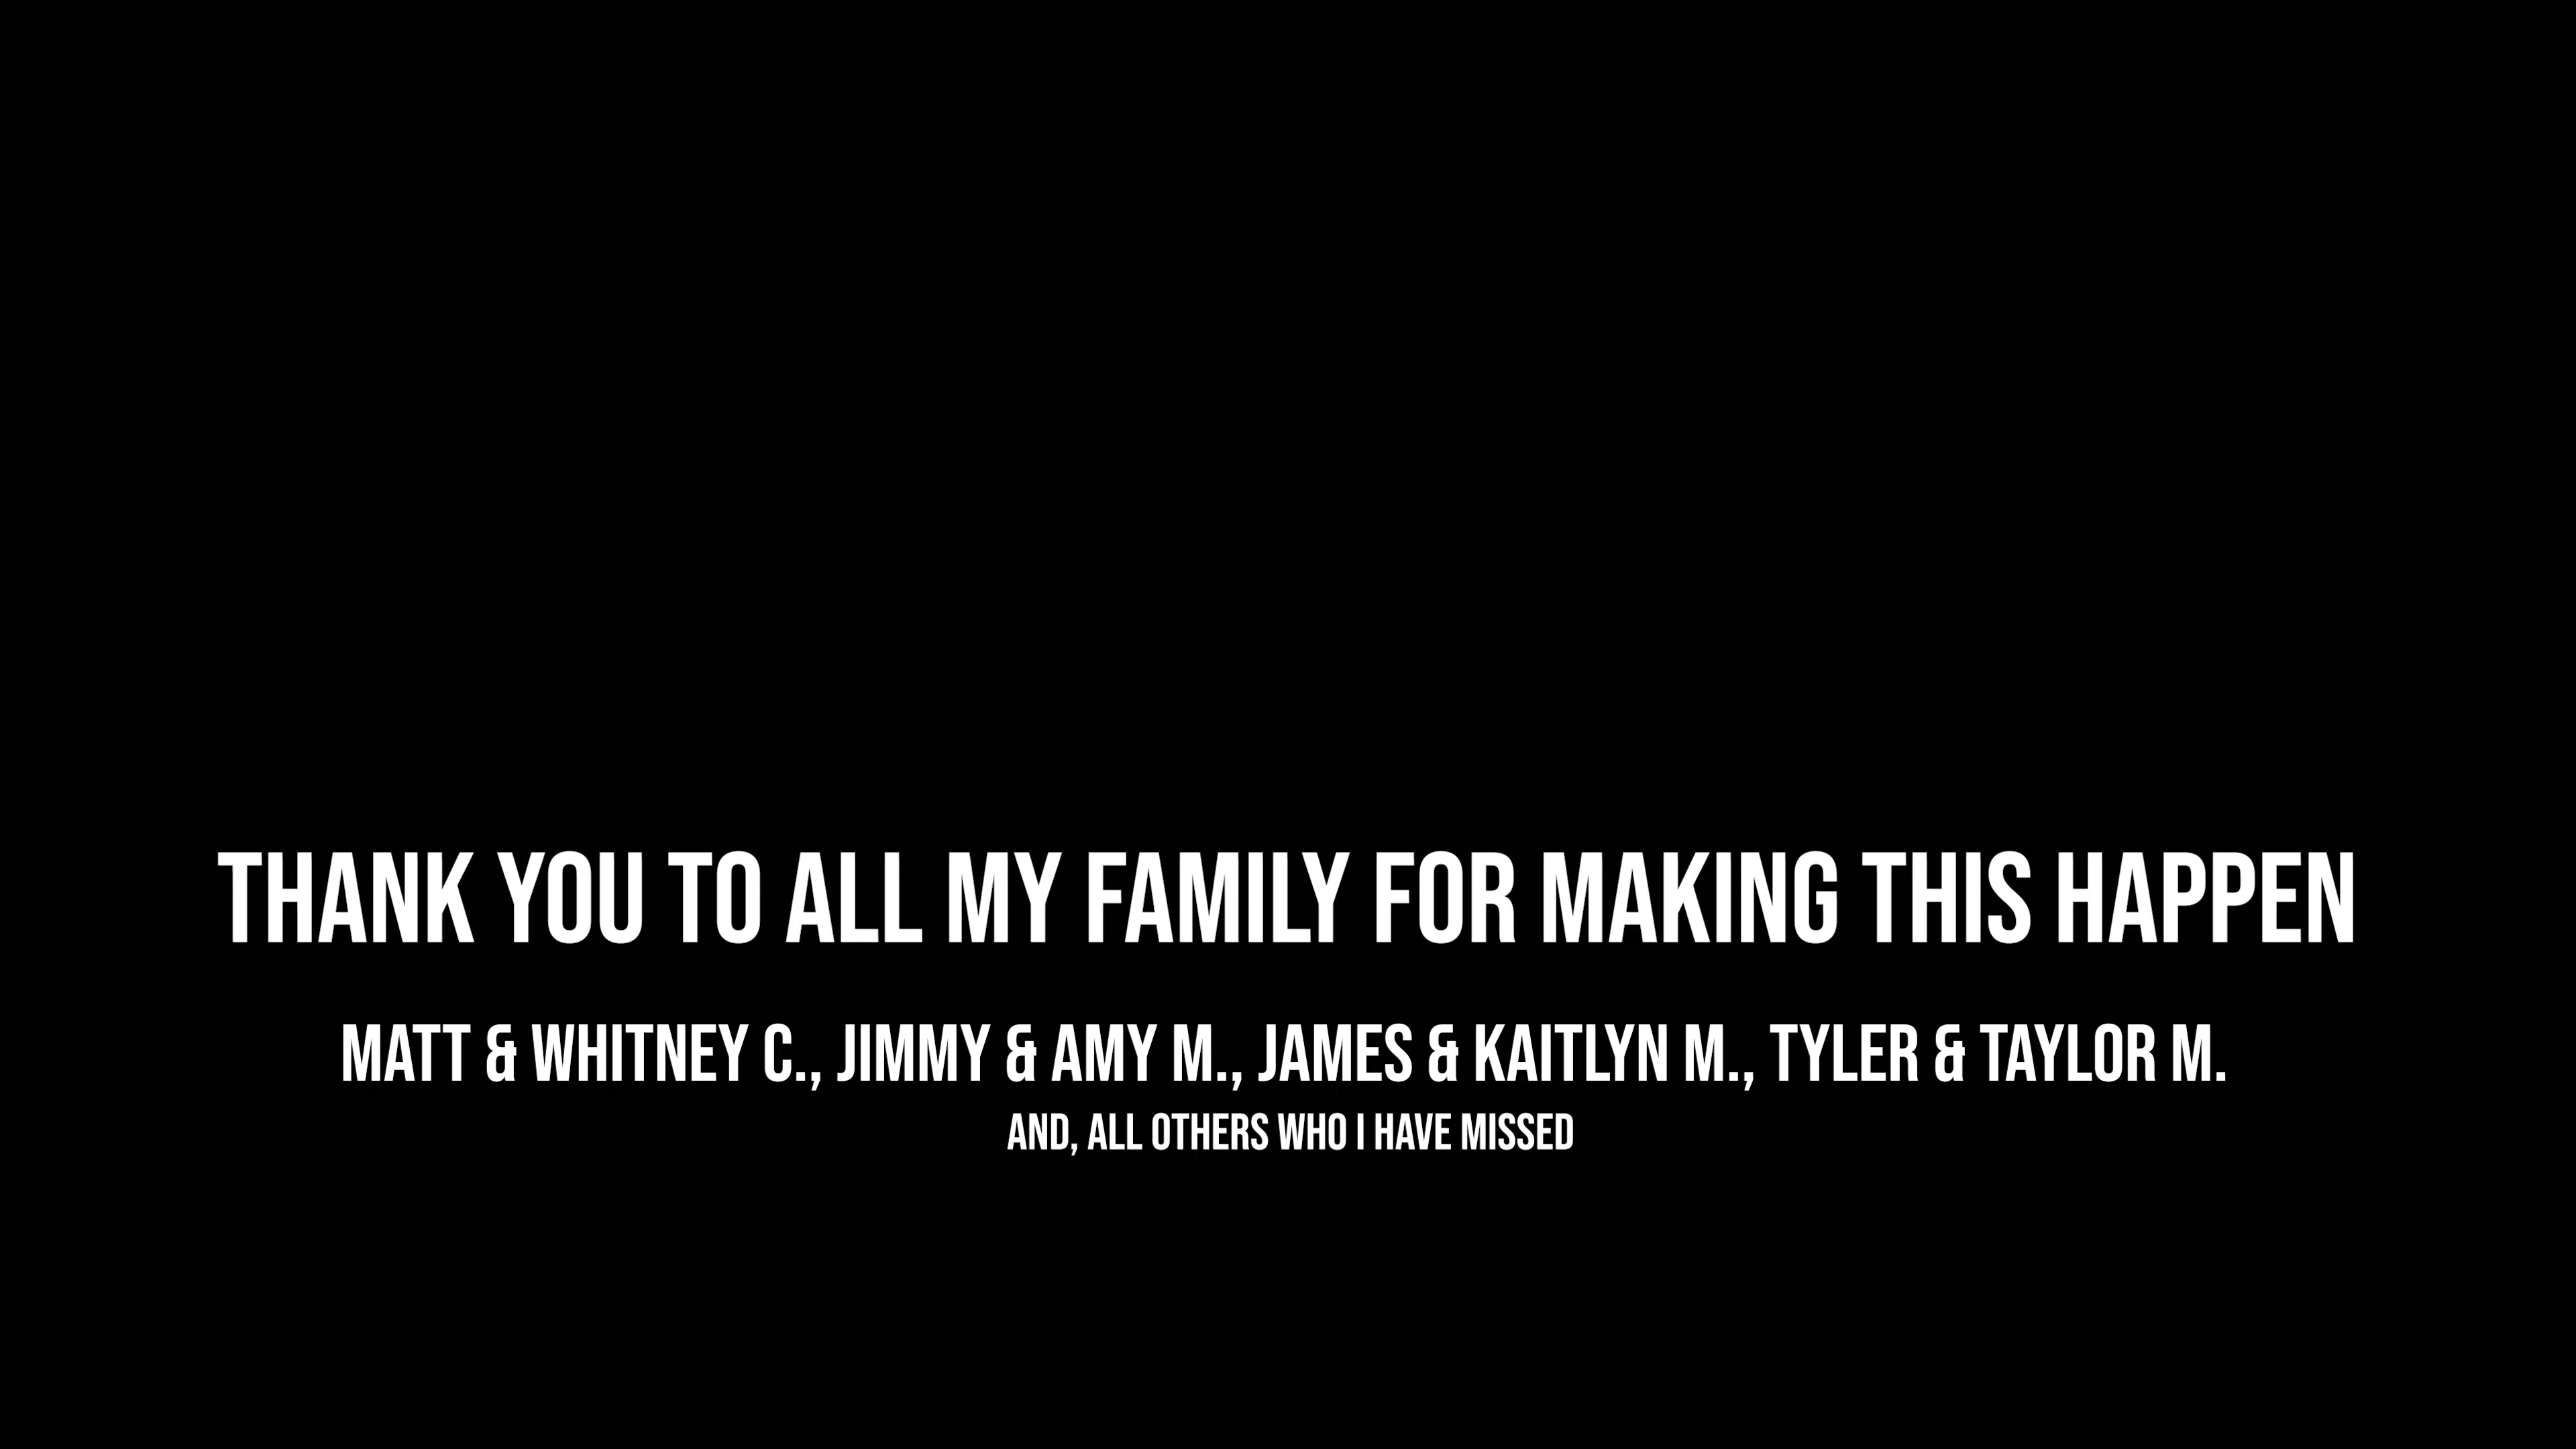 THANK YOU TO ALL MY FAMILY FOR MAKING THIS HAPPEN
MATT & WHITNEY C., JIMMY & AMY M., JAMES & KAITLYN M., TYLER & TAYLOR M.
AND, ALL OTHERS WHO I HAVE MISSED